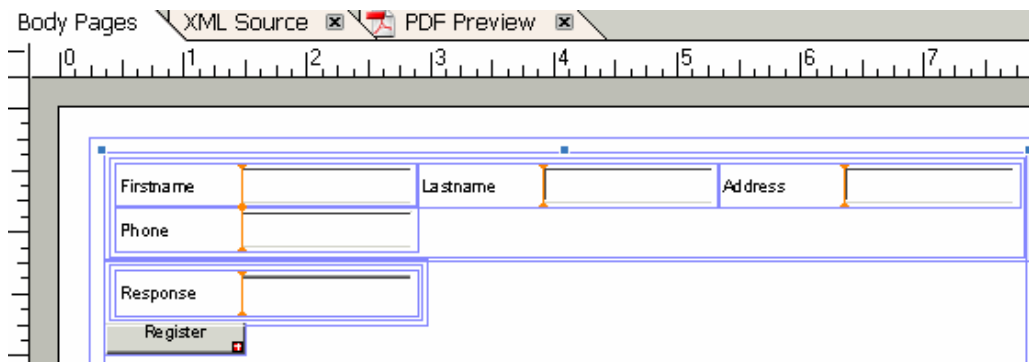 Body Pages XML Source PDF Preview
0 1 2 3 4 5 6 7
Firstname Lastname Address
Phone
Response
Register